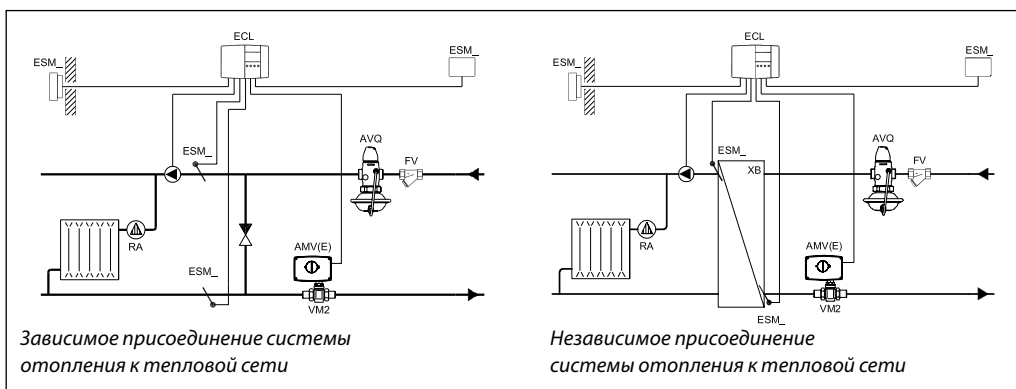 ECL
ESM_
ESM_
ESM_
AVQ
FV
RA
AMV(E)
ESM_
VM2
Зависимое присоединение системы
отопления к тепловой сети
ECL
ESM_
ESM_
ESM_
XB
AVQ
FV
RA
AMV(E)
ESM_
VM2
Независимое присоединение
системы отопления к тепловой сети